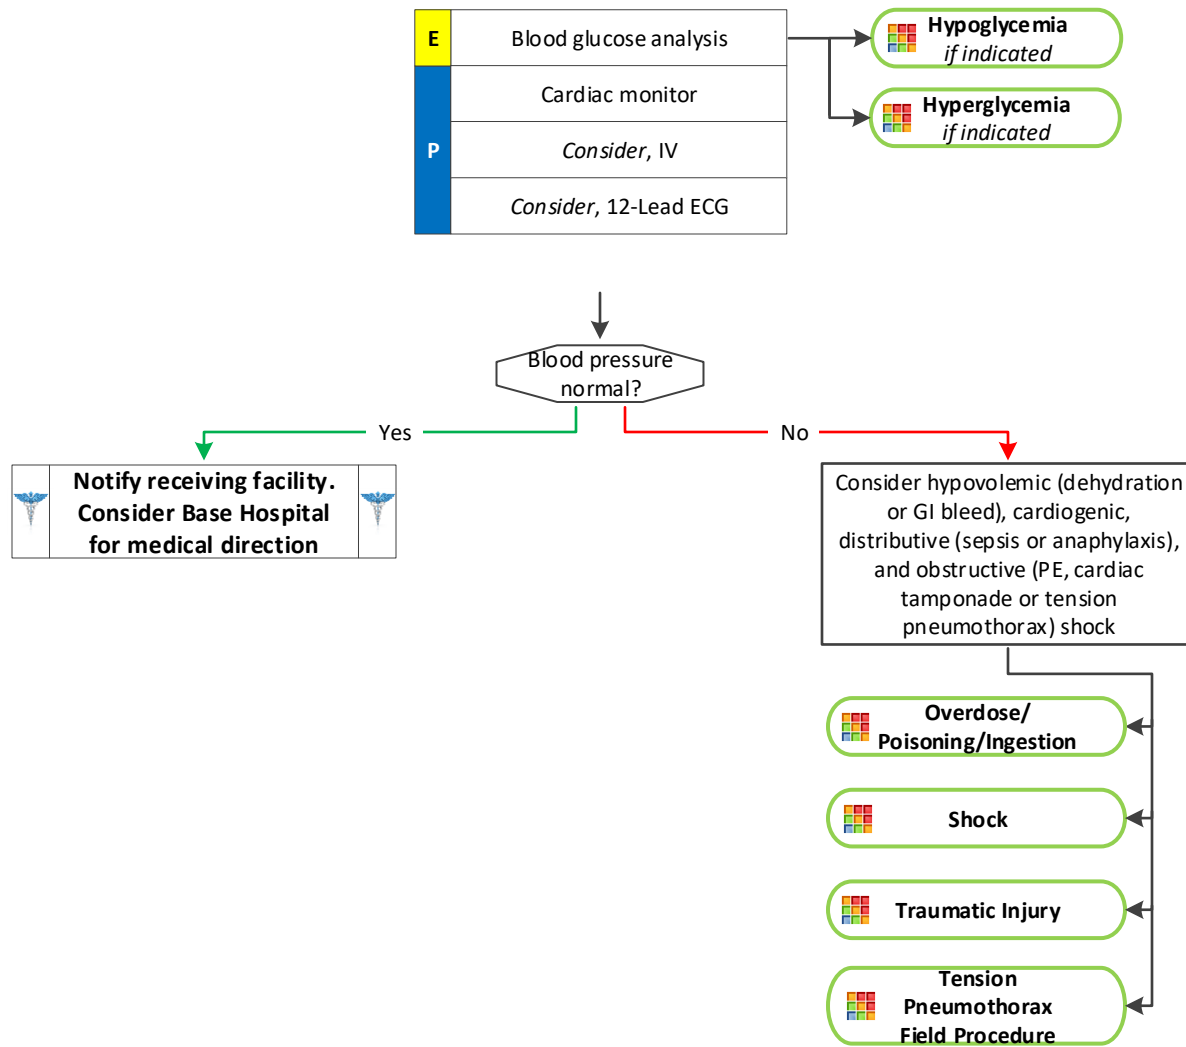 E
Blood glucose analysis
P
Cardiac monitor
Consider, IV
Consider, 12-Lead ECG
Hypoglycemia
if indicated
Hyperglycemia
if indicated
Blood pressure
normal?
Yes
No
Notify receiving facility.
Consider Base Hospital
for medical direction
Consider hypovolemic (dehydration
or GI bleed), cardiogenic,
distributive (sepsis or anaphylaxis),
and obstructive (PE, cardiac
tamponade or tension
pneumothorax) shock
Overdose/
Poisoning/Ingestion
Shock
Traumatic Injury
Tension
Pneumothorax
Field Procedure